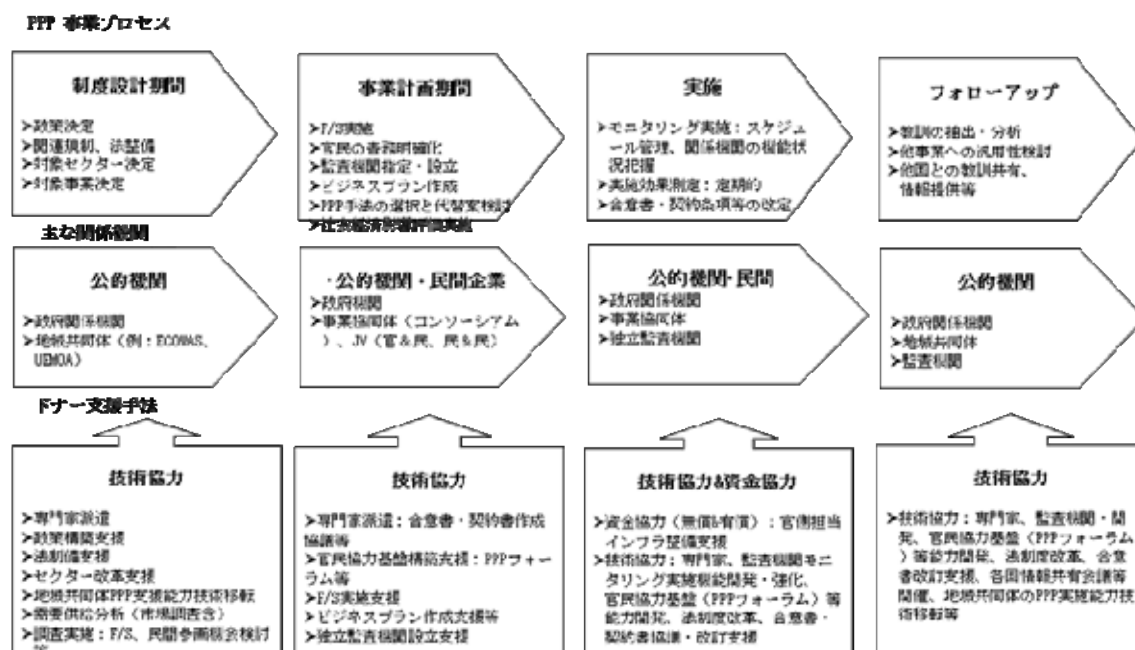 PPP 事業プロセス
制度設計期間
➢政策決定
➢関連規制、法整備
➢対象セクター決定
➢対象事業決定
事業計画期間
➢F/S実施
➢官民の責務明確化
➢監査機関指定・設立
➢ビジネスプラン作成
➢PPP手法の選択と代替案検討
➢社会経済影響評価実施
実施
➢モニタリング実施：スケジュ
ール管理、関係機関の機能状
況把握
➢実施効果測定：定期的
➢合意書・契約条項等の改定
フォローアップ
➢教訓の抽出・分析
➢他事業への汎用性検討
➢他国との教訓共有、
情報提供等
主な関係機関
公的機関
➢政府関係機関
➢地域共同体（例：ECOWAS、
UEMOA）
・公的機関・民間企業
➢政府機関
➢事業協同体（コンソーシアム
）、JV（官&民、民&民）
公的機関・民間
➢政府関係機関
➢事業協同体
➢独立監査機関
公的機関
➢政府関係機関
➢地域共同体
➢監査機関
ドナー支援手法
技術協力
➢専門家派遣
➢政策構築支援
➢法制備支援
➢セクター改革支援
➢地域共同体PPP支援能力技術移転
➢需要供給分析（市場調査含）
➢調査実施：F/S、民間参画機会検討
等
技術協力
➢専門家派遣：合意書・契約書作成
協議等
➢官民協力基盤構築支援：PPPフォー
ラム等
➢F/S実施支援
➢ビジネスプラン作成支援等
➢独立監査機関設立支援
技術協力&資金協力
➢資金協力（無償&有償）：官側担当
インフラ整備支援
➢技術協力：専門家、監査機関モニ
タリング実施機能開発・強化、
官民協力基盤（PPPフォーラム）等
能力開発、法制度改革、合意書・
契約書協議・改訂支援
技術協力
➢技術協力：専門家、監査機関・開
発、官民協力基盤（PPPフォーラム
）等能力開発、法制度改革、合意
書改訂支援、各国情報共有会議等
開催、地域共同体のPPP実施能力技
術移転等